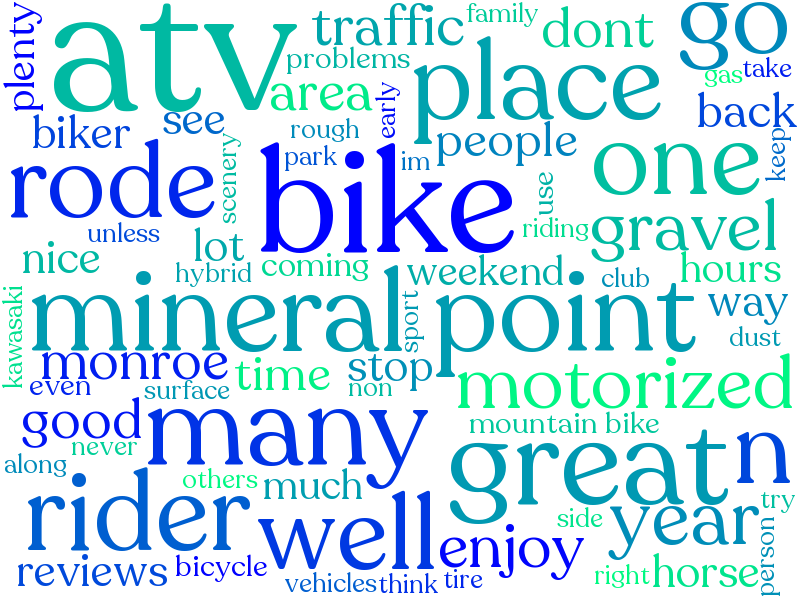 plenty
atv
traffic
family
dont
go
problems
area
place
gas
take
biker
see
rough
early
people
back
rode
scenery
park
im
one
keep
bike
use
unless
lot
riding
gravel
nice
hybrid
coming
weekend
club
hours
kawasaki
mineral point
sport
way
dust
monroe
time
stop
motorized
even
surface
non
good
many
mountain bike
never
great
n
along
others
much
rider
well
enjoy
side
year
person
try
reviews
bicycle
vehicles
think
tire
right
horse